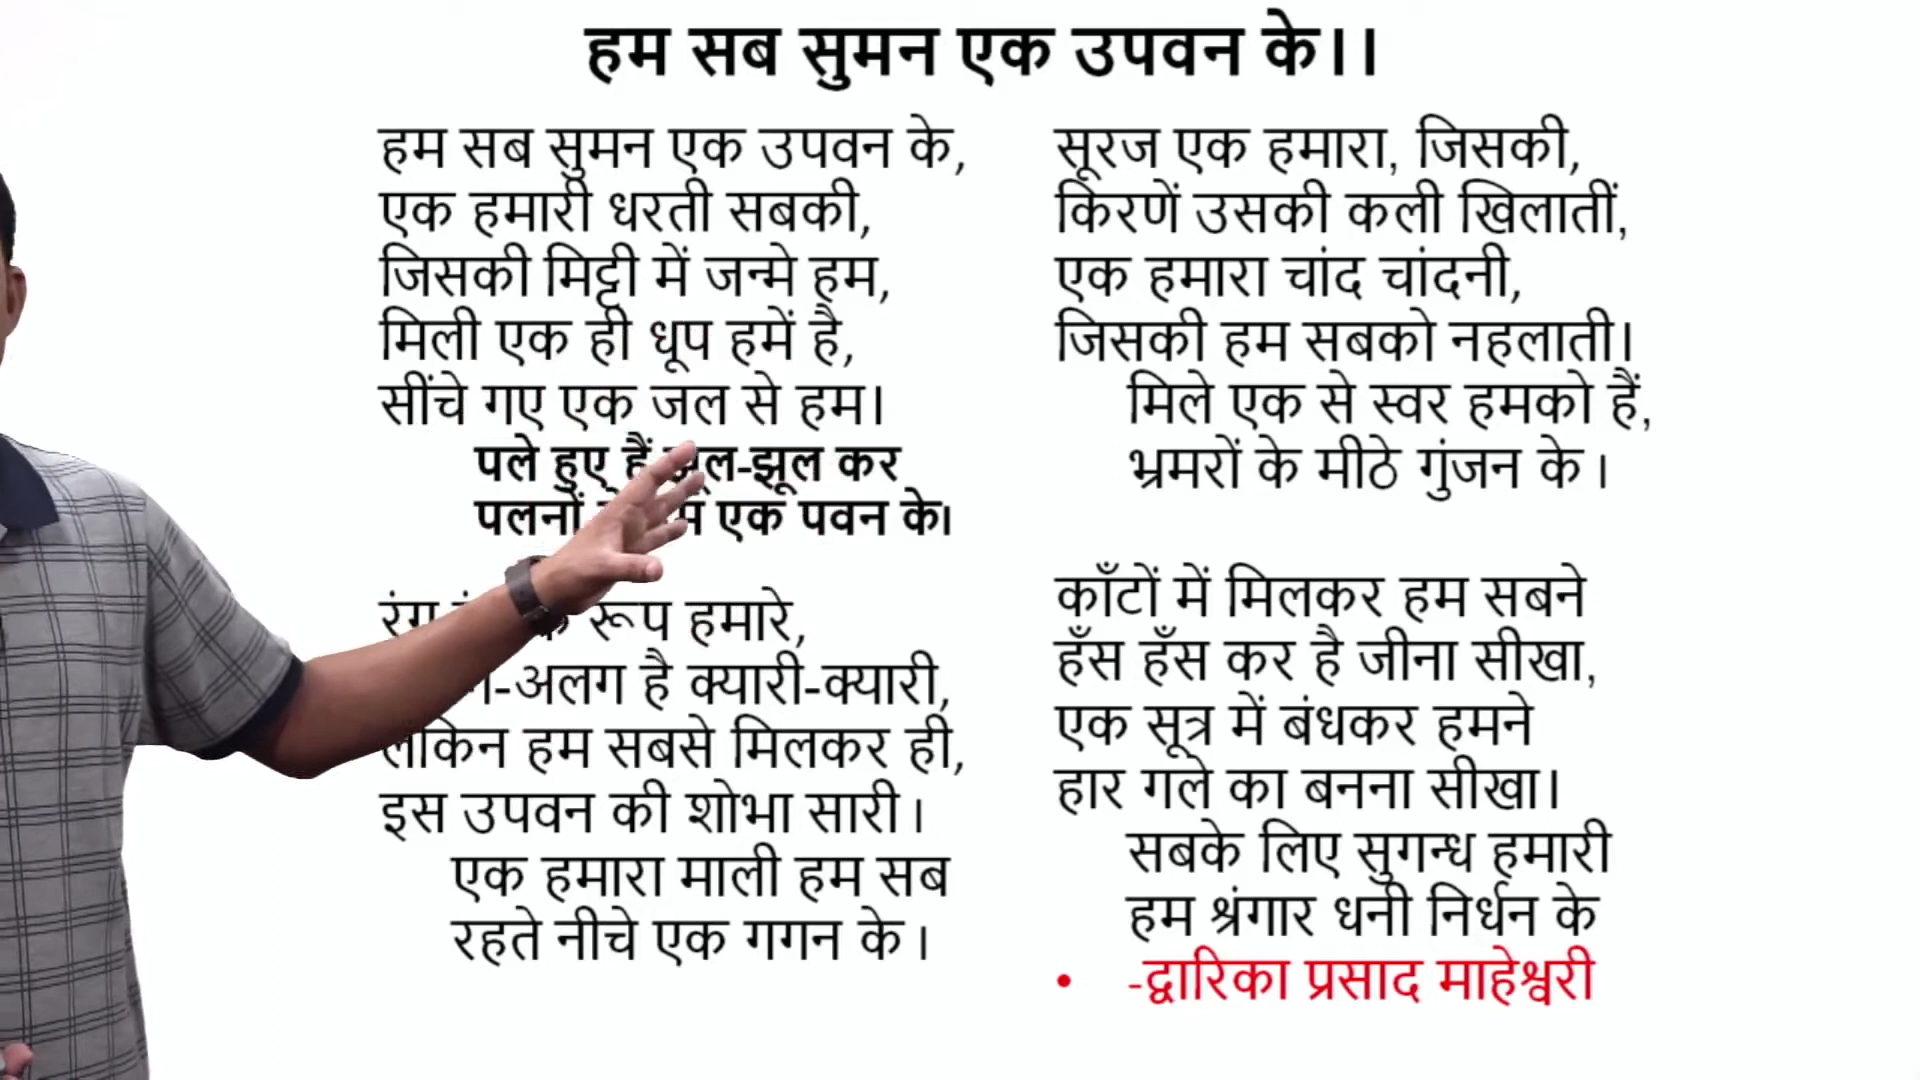 हम सब सुमन एक उपवन के।।
हम सब सुमन एक उपवन के,
एक हमारी धरती सबकी,
जिसकी मिट्टी में जन्मे हम,
मिली एक ही धूप हमें है,
सींचे गए एक जल से हम।
पले हुए हैं झूल-झूल कर
पलनों एक पवन के।
रंग रूप हमारे,
-अलग है क्यारी-क्यारी,
लेकिन हम सबसे मिलकर ही,
इस उपवन की शोभा सारी।
एक हमारा माली हम सब
रहते नीचे एक गगन के।
सूरज एक हमारा, जिसकी,
किरणें उसकी कली खिलातीं,
एक हमारा चांद चांदनी,
जिसकी हम सबको नहलाती।
मिले एक से स्वर हमको हैं,
भ्रमरों के मीठे गुंजन के।
काँटों में मिलकर हम सबने
हँस हँस कर है जीना सीखा,
एक सूत्र में बंधकर हमने
हार गले का बनना सीखा।
सबके लिए सुगन्ध हमारी
हम श्रंगार धनी निर्धन के
• -द्वारिका प्रसाद माहेश्वरी